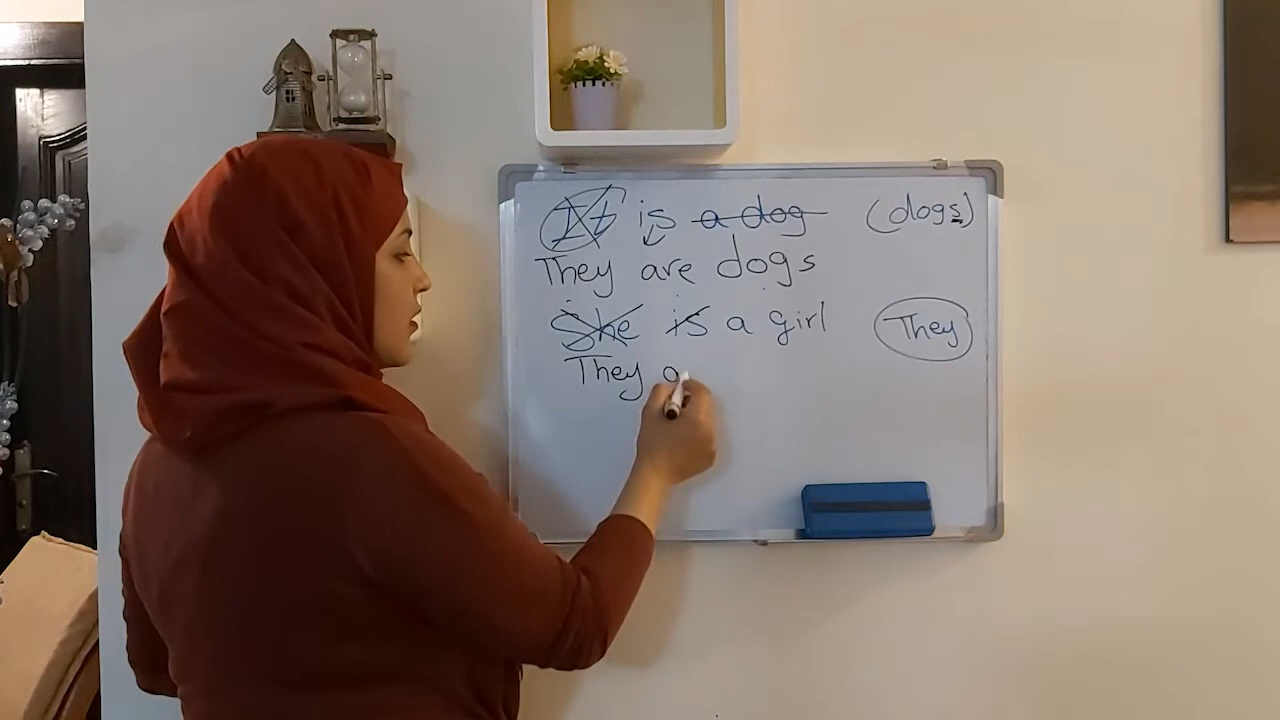 It is a dog (dogs)
They are dogs
She is a girl (They)
They a